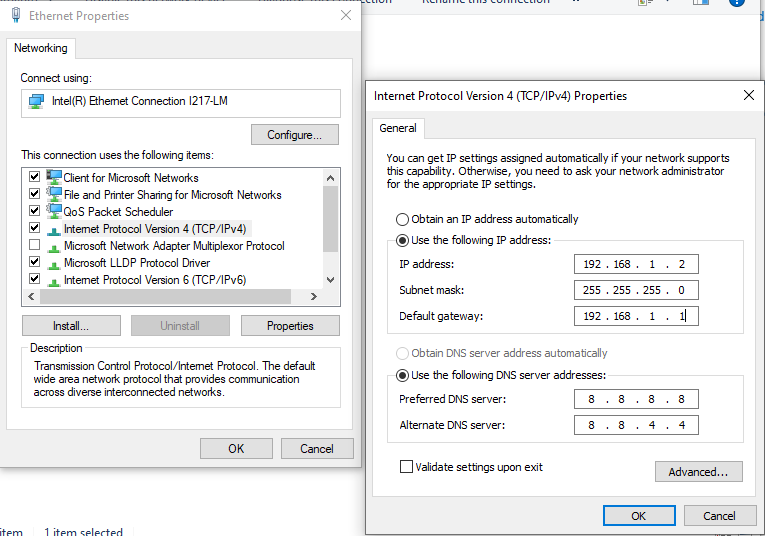 Rename this connection
Ethernet Properties
Networking
Connect using:
Intel(R) Ethernet Connection I217-LM
Configure...
This connection uses the following items:
Client for Microsoft Networks
File and Printer Sharing for Microsoft Networks
QoS Packet Scheduler
Internet Protocol Version 4 (TCP/IPv4)
Microsoft Network Adapter Multiplexor Protocol
Microsoft LLDP Protocol Driver
Internet Protocol Version 6 (TCP/IPv6)
Install...
Uninstall
Properties
Description
Transmission Control Protocol/Internet Protocol. The default
wide area network protocol that provides communication
across diverse interconnected networks.
OK
Cancel
item
1 item selected
Internet Protocol Version 4 (TCP/IPv4) Properties
General
You can get IP settings assigned automatically if your network supports
this capability. Otherwise, you need to ask your network administrator
for the appropriate IP settings.
Obtain an IP address automatically
Use the following IP address:
IP address: 192 . 168 . 1 . 2
Subnet mask: 255 . 255 . 255 . 0
Default gateway: 192 . 168 . 1 . 1
Obtain DNS server address automatically
Use the following DNS server addresses:
Preferred DNS server: 8 . 8 . 8 . 8
Alternate DNS server: 8 . 8 . 4 . 4
Validate settings upon exit
Advanced...
OK
Cancel